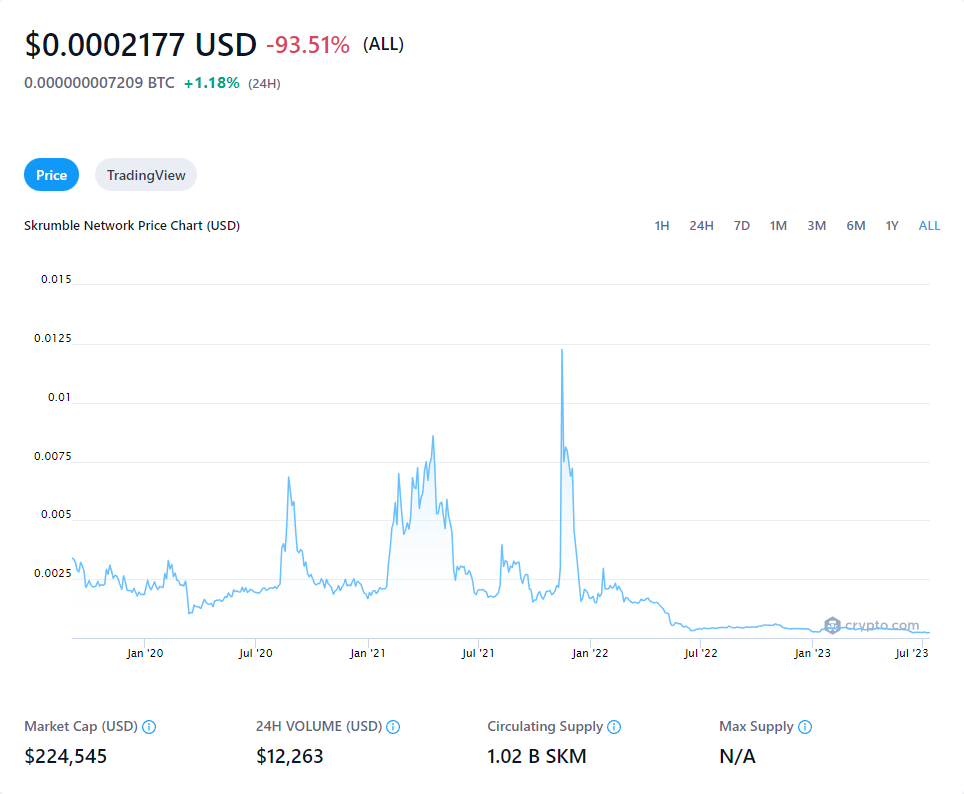 $0.0002177 USD -93.51% (ALL)
0.000000007209 BTC +1.18% (24H)
Price TradingView
Skrumble Network Price Chart (USD) 1H 24H 7D 1M 3M 6M 1Y ALL
0.015
0.0125
0.01
0.0075
0.005
0.0025
crypto.com
Jan '20 Jul '20 Jan '21 Jul '21 Jan '22 Jul '22 Jan '23 Jul '23
Market Cap (USD) 24H VOLUME (USD) Circulating Supply Max Supply
$224,545 $12,263 1.02 B SKM N/A